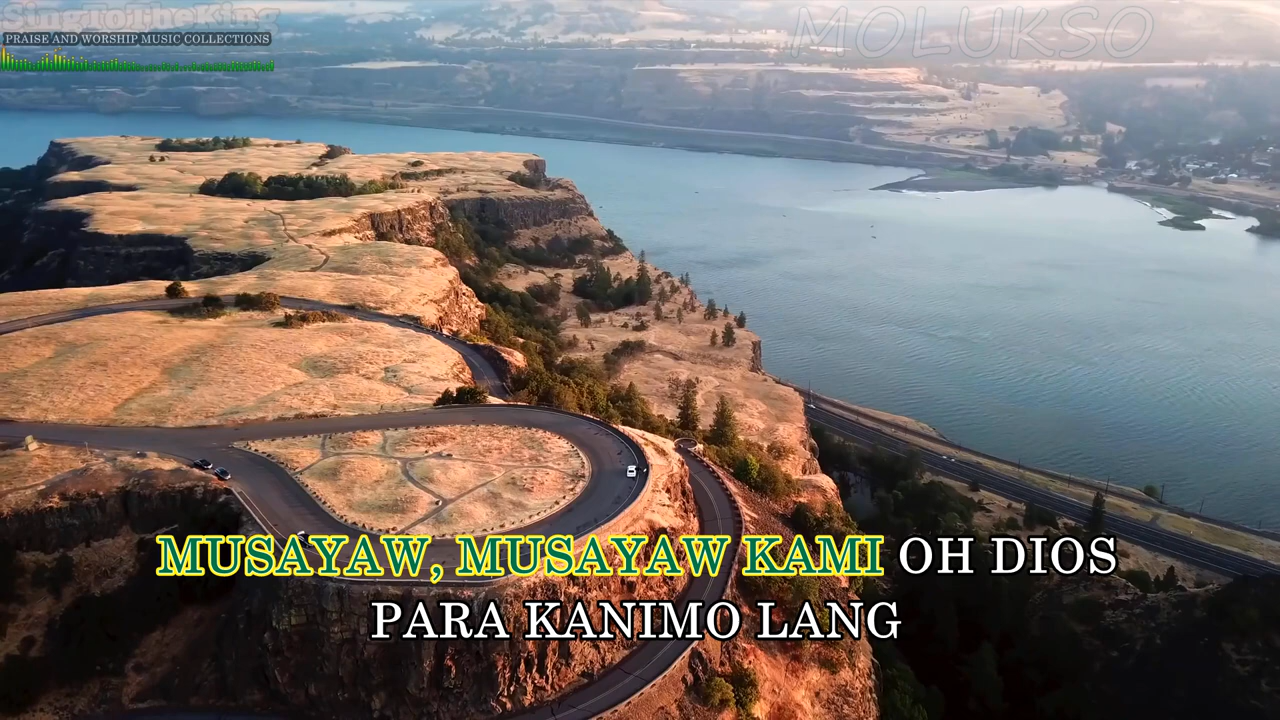 SingToTheKing
PRAISE AND WORSHIP MUSIC COLLECTIONS
MOLUKSO
MUSAYAW, MUSAYAW KAMI OH DIOS
PARA KANIMO LANG